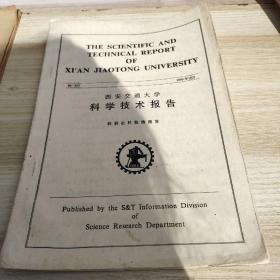 THE SCIENTIFIC AND
TECHNICAL REPORT OF
XI'AN JIAOTONG UNIVERSITY
西安交通大学
科学技术报告
Published by the S&T Information Division
of
Science Research Department